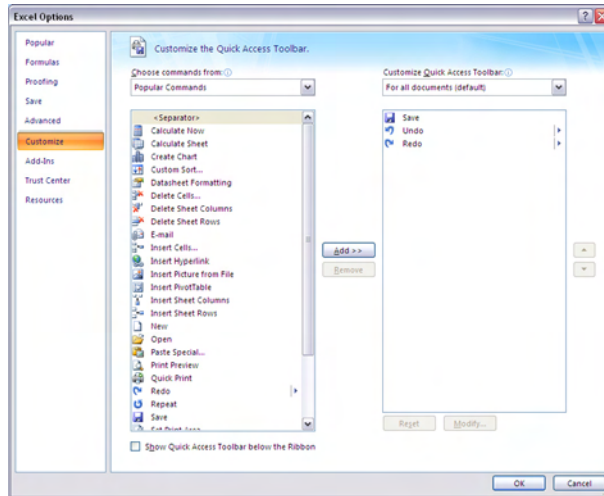 Excel Options
Popular
Formulas
Proofing
Save
Advanced
Customize
Add-Ins
Trust Center
Resources
Customize the Quick Access Toolbar.
Choose commands from:
Popular Commands
<Separator>
Calculate Now
Calculate Sheet
Create Chart
Custom Sort...
Datasheet Formatting
Delete Cells...
Delete Sheet Columns
Delete Sheet Rows
E-mail
Insert Cells...
Insert Hyperlink
Insert Picture from File
Insert PivotTable
Insert Sheet Columns
Insert Sheet Rows
New
Open
Paste Special...
Print Preview
Quick Print
Redo
Repeat
Save
Set Print Area
Show Quick Access Toolbar below the Ribbon
Add >>
Remove
Customize Quick Access Toolbar:
For all documents (default)
Save
Undo
Redo
Reset
Modify...
OK
Cancel